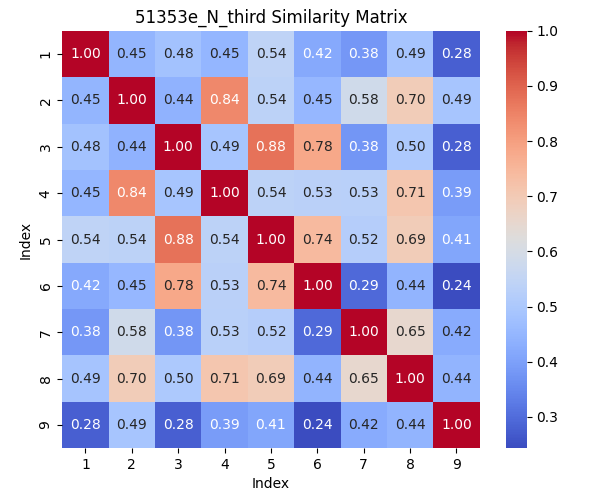 51353e_N_third Similarity Matrix
1 1.00 0.45 0.48 0.45 0.54 0.42 0.38 0.49 0.28
2 0.45 1.00 0.44 0.84 0.54 0.45 0.58 0.70 0.49
3 0.48 0.44 1.00 0.49 0.88 0.78 0.38 0.50 0.28
4 0.45 0.84 0.49 1.00 0.54 0.53 0.53 0.71 0.39
5 0.54 0.54 0.88 0.54 1.00 0.74 0.52 0.69 0.41
6 0.42 0.45 0.78 0.53 0.74 1.00 0.29 0.44 0.24
7 0.38 0.58 0.38 0.53 0.52 0.29 1.00 0.65 0.42
8 0.49 0.70 0.50 0.71 0.69 0.44 0.65 1.00 0.44
9 0.28 0.49 0.28 0.39 0.41 0.24 0.42 0.44 1.00
1 2 3 4 5 6 7 8 9
Index
Index
1.0
0.9
0.8
0.7
0.6
0.5
0.4
0.3